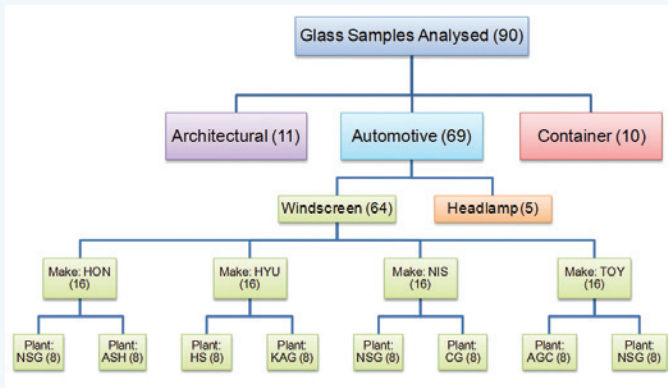 Glass Samples Analysed (90)
Architectural (11)
Automotive (69)
Container (10)
Windscreen (64)
Headlamp (5)
Make: HON
(16)
Make: HYU
(16)
Make: NIS
(16)
Make: TOY
(16)
Plant:
NSG (8)
Plant:
ASH (8)
Plant:
HS (8)
Plant:
KAG (8)
Plant:
NSG (8)
Plant:
CG (8)
Plant:
AGC (8)
Plant:
NSG (8)